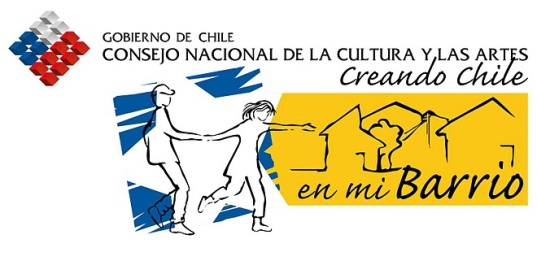 GOBIERNO DE CHILE
CONSEJO NACIONAL DE LA CULTURA Y LAS ARTES
Creando Chile
en mi Barrio